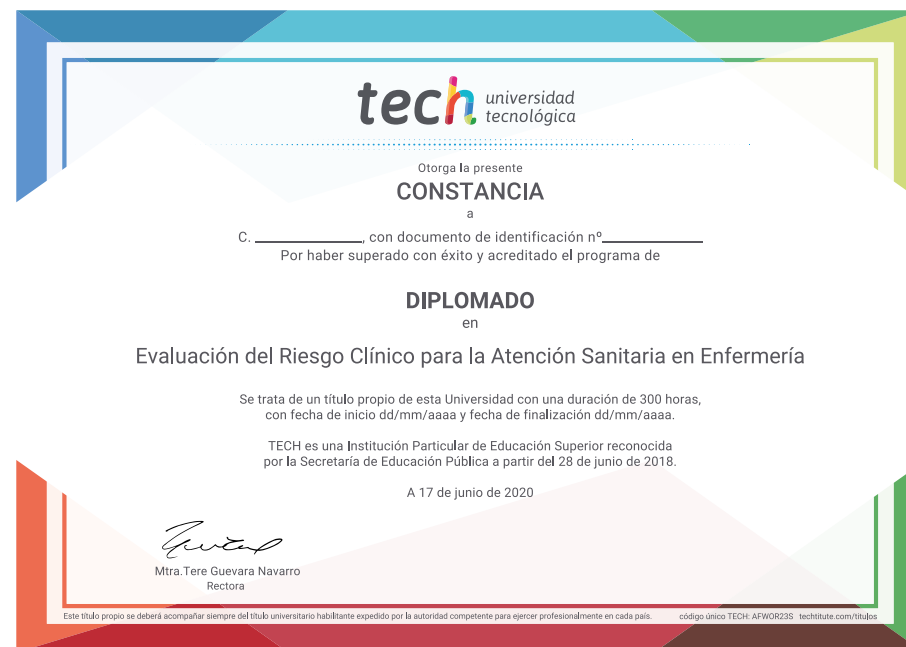 tech universidad
tecnológica
Otorga la presente
CONSTANCIA
a
C. ____________, con documento de identificación nº____________
Por haber superado con éxito y acreditado el programa de
DIPLOMADO
en
Evaluación del Riesgo Clínico para la Atención Sanitaria en Enfermería
Se trata de un título propio de esta Universidad con una duración de 300 horas,
con fecha de inicio dd/mm/aaaa y fecha de finalización dd/mm/aaaa.
TECH es una Institución Particular de Educación Superior reconocida
por la Secretaría de Educación Pública a partir del 28 de junio de 2018.
A 17 de junio de 2020
Mtra.Tere Guevara Navarro
Rectora
Este título propio se deberá acompañar siempre del título universitario habilitante expedido por la autoridad competente para ejercer profesionalmente en cada país. código único TECH: AFWOR23S techtitute.com/titulos